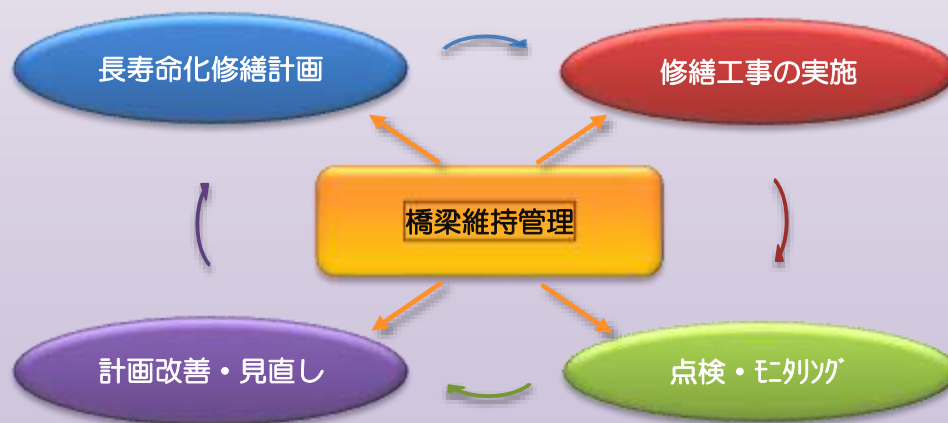 長寿命化修繕計画
修繕工事の実施
橋梁維持管理
計画改善・見直し
点検・ﾓﾆﾀﾘﾝｸﾞ